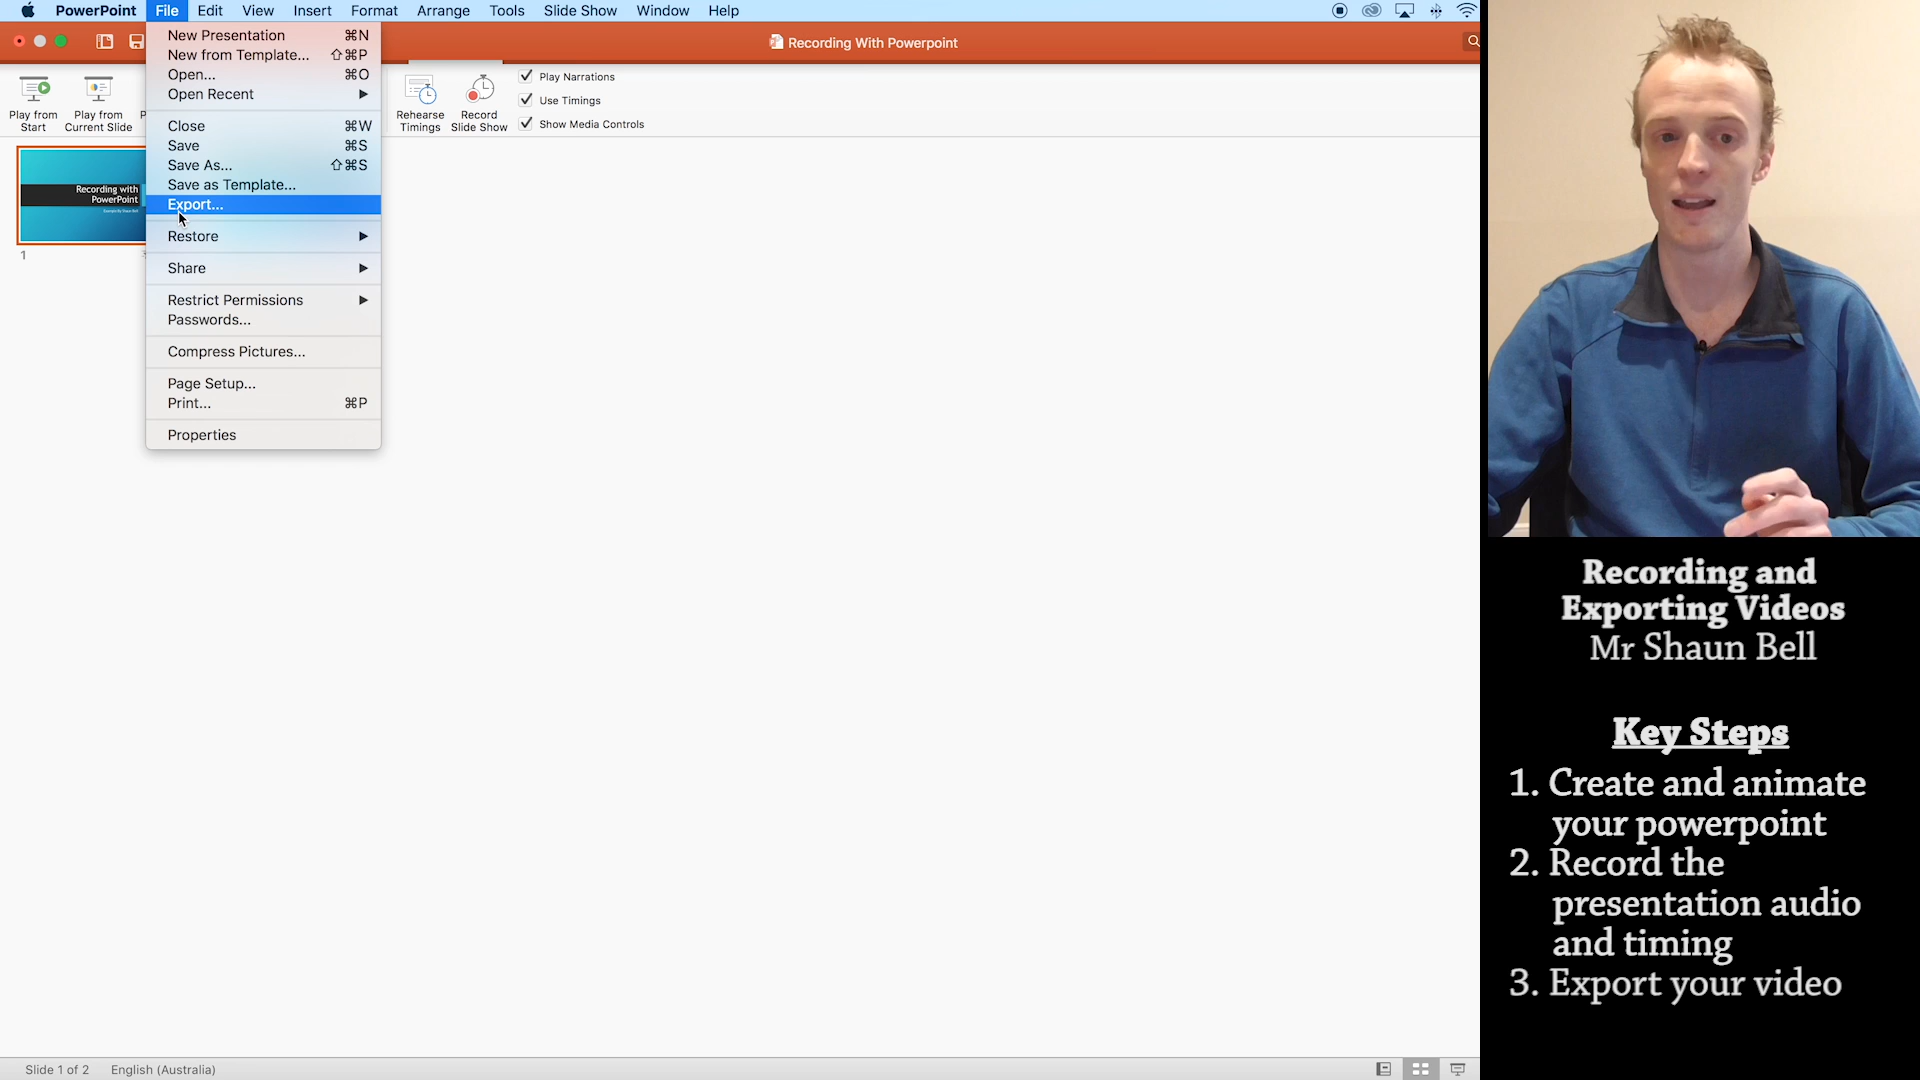 PowerPoint File Edit View Insert Format Arrange Tools Slide Show Window Help
Recording With Powerpoint
New Presentation ⌘N
New from Template... ⇧⌘P
Open... ⌘O
Open Recent
Close ⌘W
Save ⌘S
Save As... ⇧⌘S
Save as Template...
Export...
Restore
Share
Restrict Permissions
Passwords...
Compress Pictures...
Page Setup...
Print... ⌘P
Properties
Play from
Start
Play from
Current Slide
Rehearse
Timings
Record
Slide Show
Play Narrations
Use Timings
Show Media Controls
Recording with
PowerPoint
1
Slide 1 of 2 English (Australia)
Recording and
Exporting Videos
Mr Shaun Bell
Key Steps
1. Create and animate
your powerpoint
2. Record the
presentation audio
and timing
3. Export your video